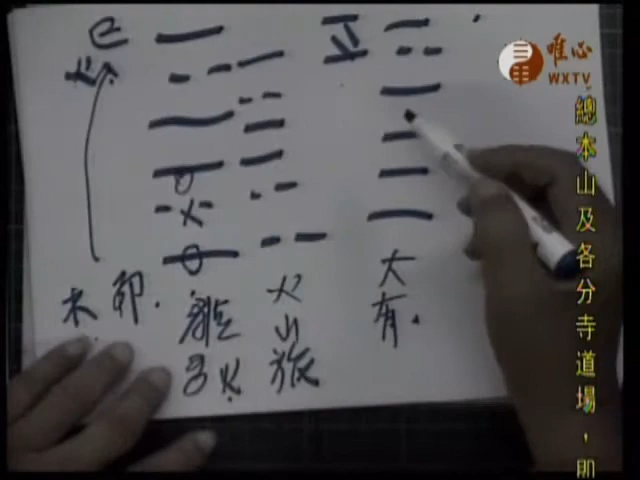 唯心
WXTV
總本山及各分寺道場，即
巳
木 卯.
離
為火
火山旅
大有.